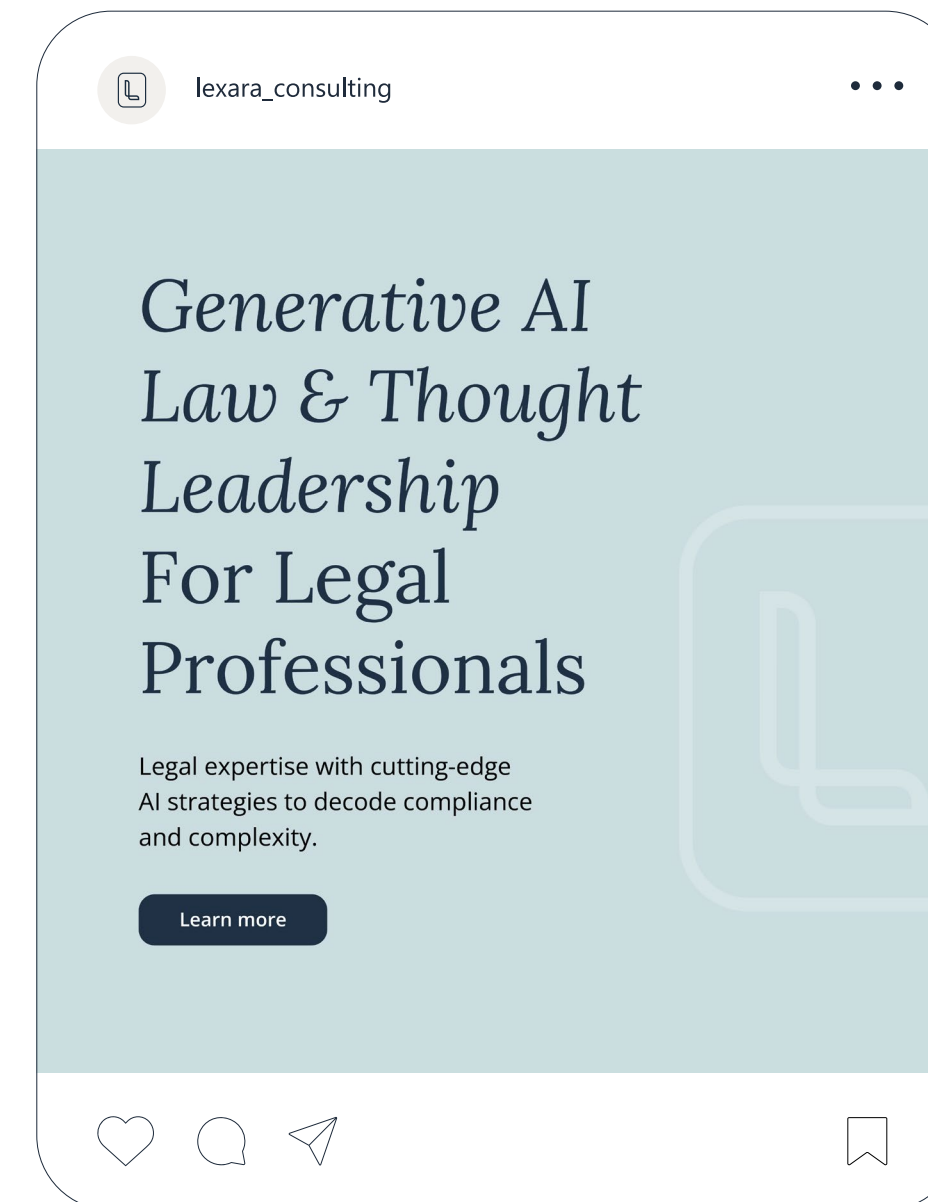 lexara_consulting
Generative AI
Law & Thought
Leadership
For Legal
Professionals
Legal expertise with cutting-edge
AI strategies to decode compliance
and complexity.
Learn more